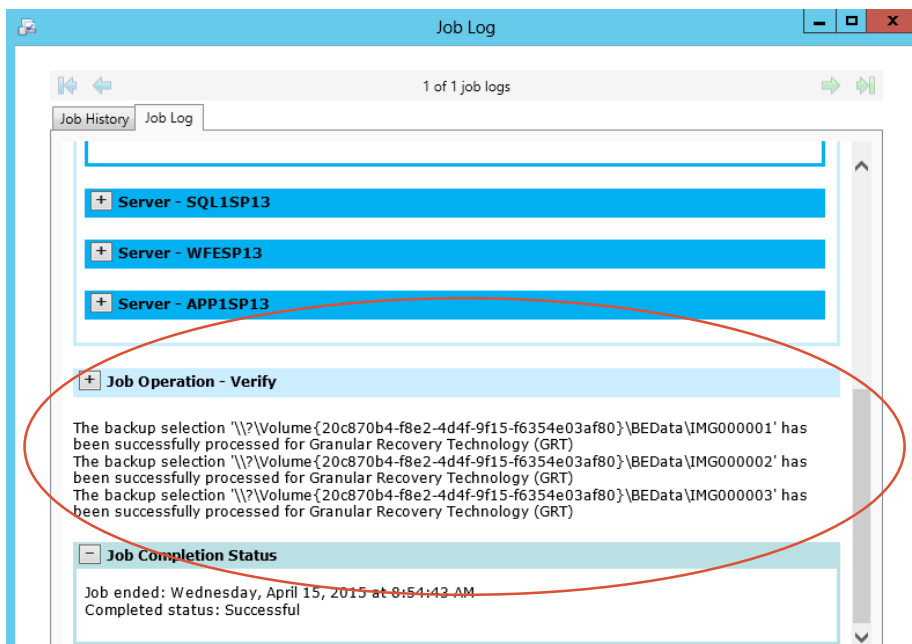 Job Log
1 of 1 job logs
Job History Job Log
Server - SQL1SP13
Server - WFESP13
Server - APP1SP13
Job Operation - Verify
The backup selection '\\?\Volume{20c870b4-f8e2-4d4f-9f15-f6354e03af80}\BEData\IMG000001' has
been successfully processed for Granular Recovery Technology (GRT)
The backup selection '\\?\Volume{20c870b4-f8e2-4d4f-9f15-f6354e03af80}\BEData\IMG000002' has
been successfully processed for Granular Recovery Technology (GRT)
The backup selection '\\?\Volume{20c870b4-f8e2-4d4f-9f15-f6354e03af80}\BEData\IMG000003' has
been successfully processed for Granular Recovery Technology (GRT)
Job Completion Status
Job ended: Wednesday, April 15, 2015 at 8:54:43 AM
Completed status: Successful